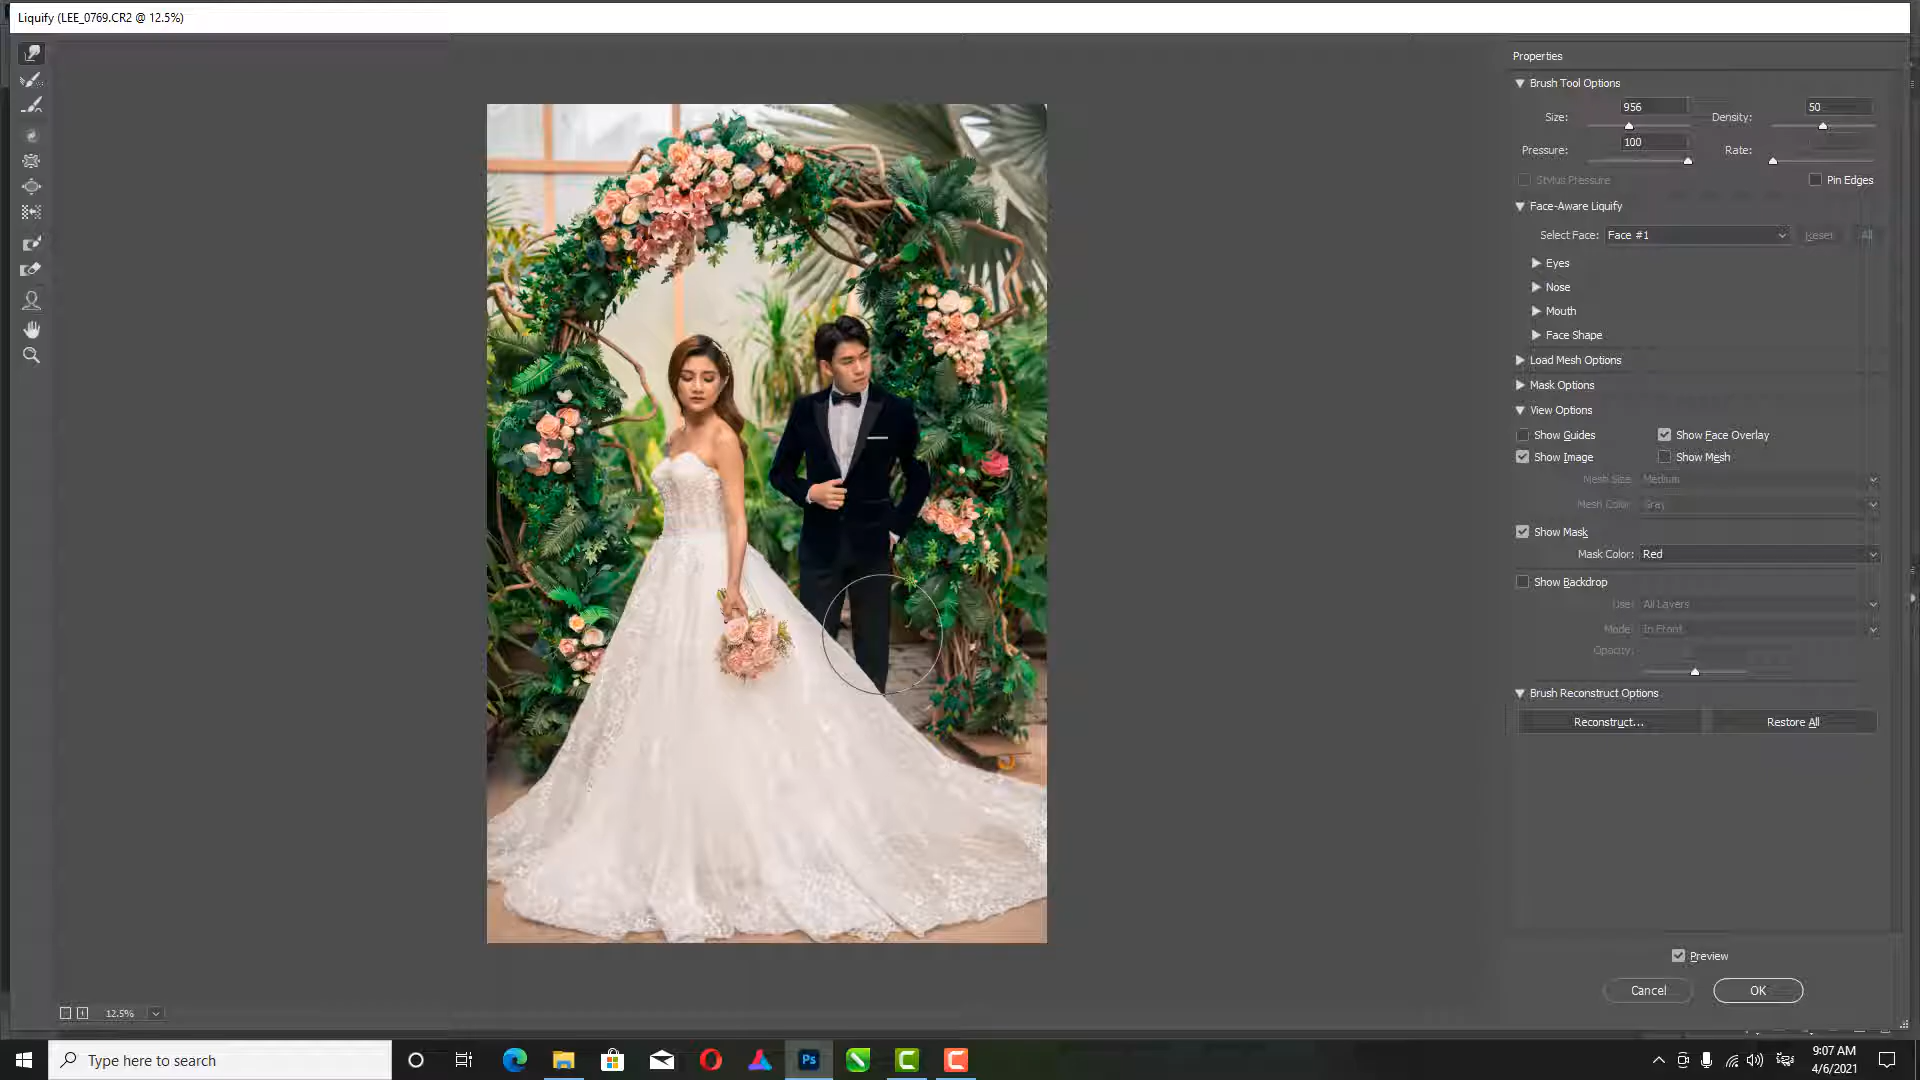 Liquify (LEE_0769.CR2 @ 12.5%)
Properties
Brush Tool Options
Size: 956 Density: 50
Pressure: 100 Rate:
Stylus Pressure Pin Edges
Face-Aware Liquify
Select Face: Face #1 Reset All
Eyes
Nose
Mouth
Face Shape
Load Mesh Options
Mask Options
View Options
Show Guides Show Face Overlay
Show Image Show Mesh
Mesh Size: Medium
Mesh Color: Gray
Show Mask
Mask Color: Red
Show Backdrop
Use: All Layers
Mode: In Front
Opacity:
Brush Reconstruct Options
Reconstruct... Restore All
Preview
Cancel OK
12.5%
Type here to search
Ps
9:07 AM
4/6/2021